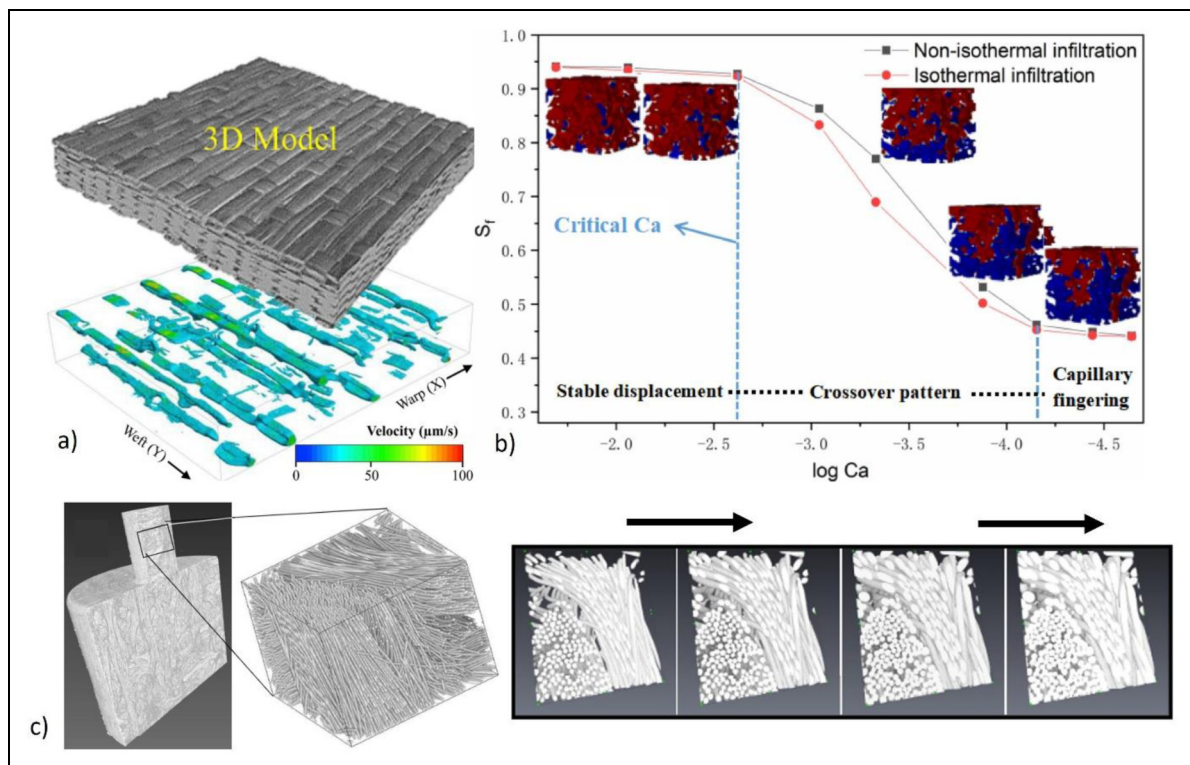 3D Model
Warp (X)
Weft (Y)
Velocity (µm/s)
0
50
100
a)
1.0
0.9
0.8
0.7
0.6
0.5
0.4
0.3
Sf
Non-isothermal infiltration
Isothermal infiltration
Critical Ca
Stable displacement
Crossover pattern
Capillary
fingering
-2.0
-2.5
-3.0
-3.5
-4.0
-4.5
log Ca
b)
c)